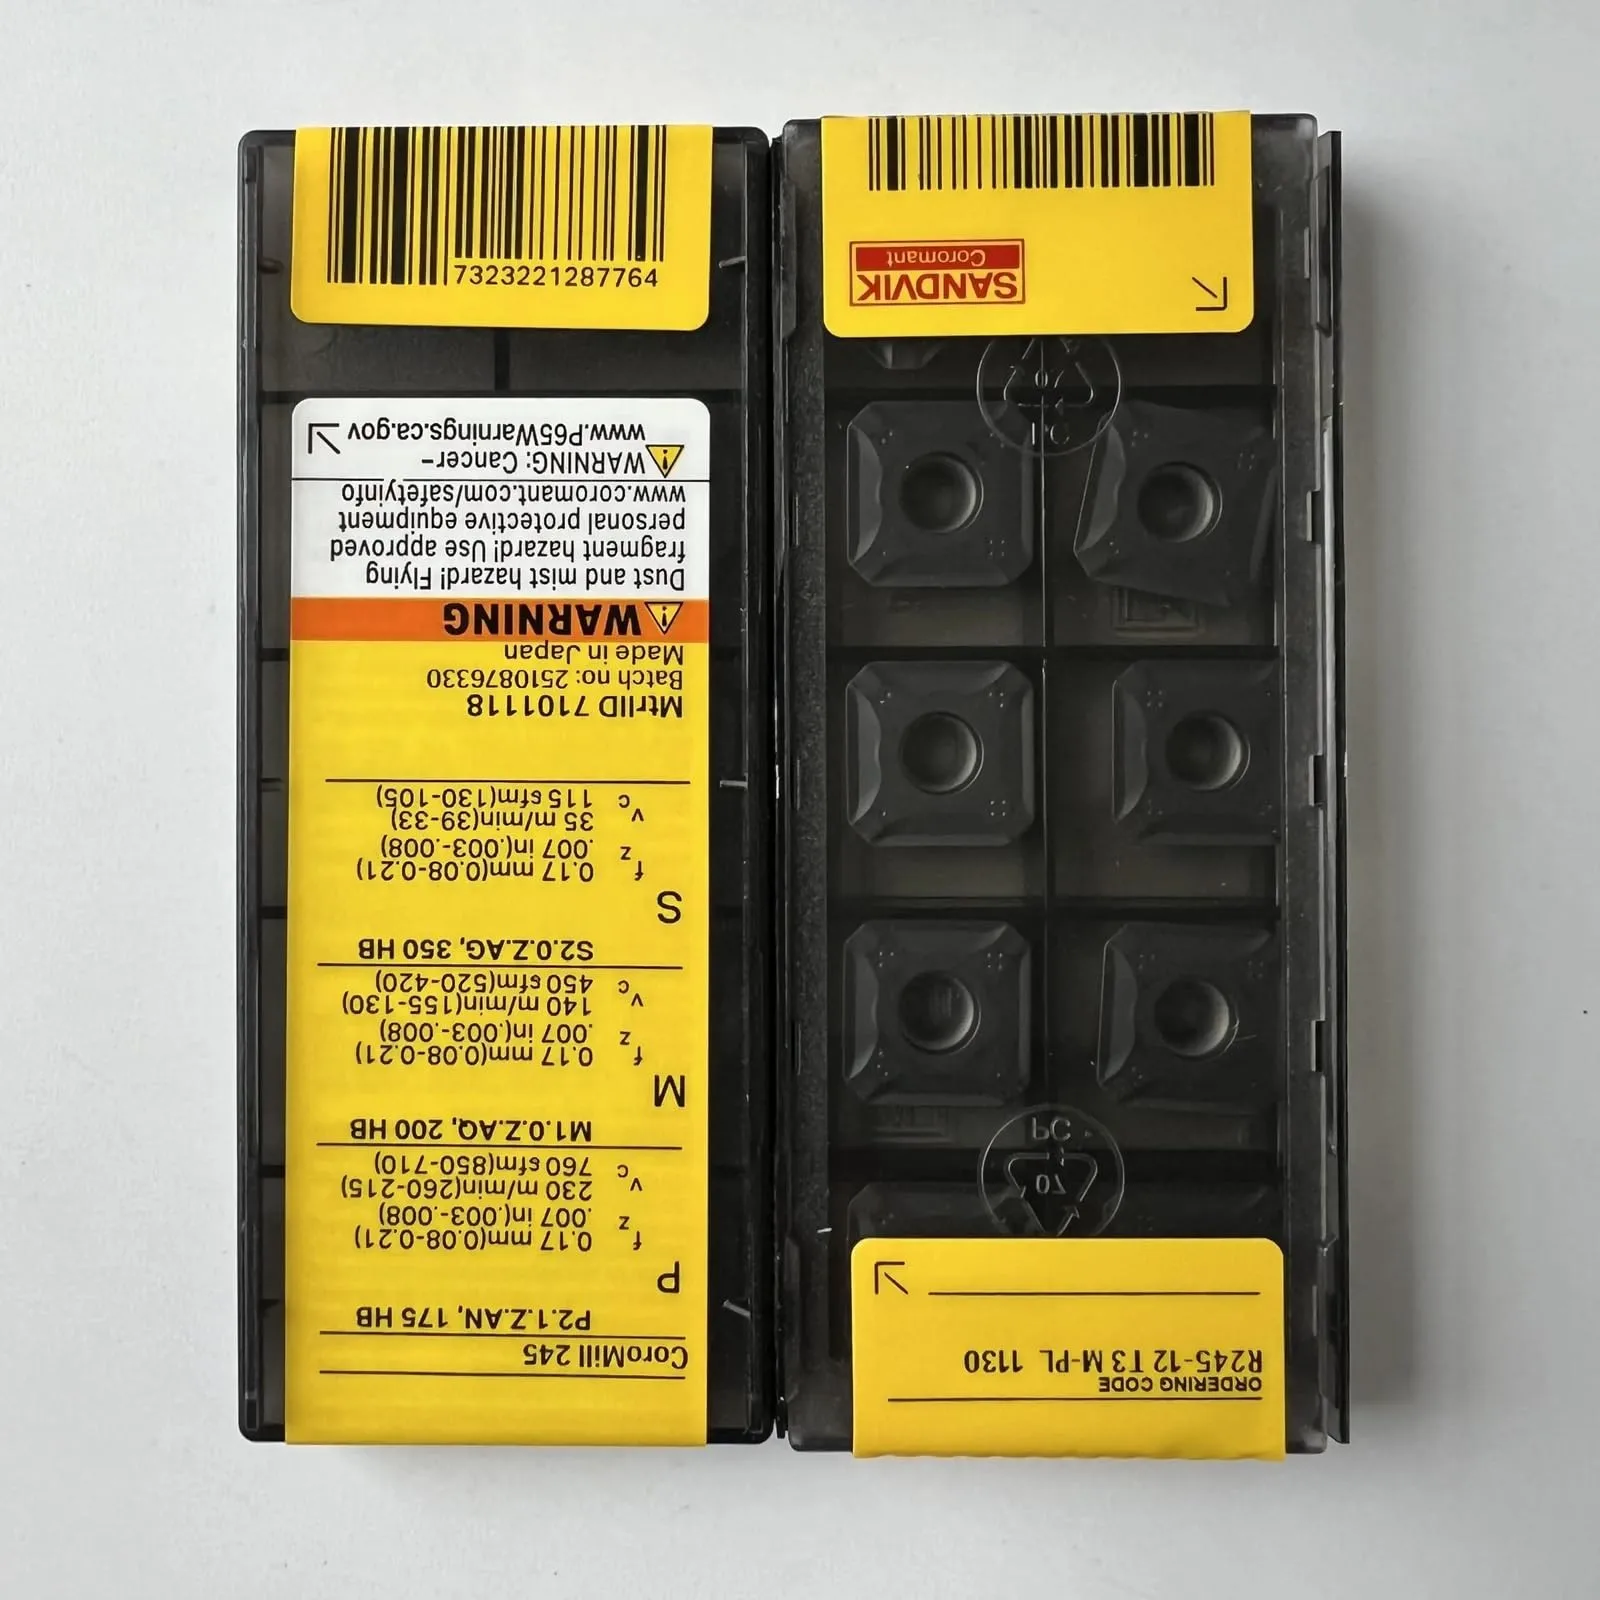 7323221287764
CoroMill 245
P2.1.Z.AN, 175 HB
P
fz 0.17 mm(0.08-0.21)
.007 in(.003-.008)
vc 230 m/min(260-215)
760 sfm(850-710)
M1.0.Z.AQ, 200 HB
M
fz 0.17 mm(0.08-0.21)
.007 in(.003-.008)
vc 140 m/min(155-130)
450 sfm(520-420)
S2.0.Z.AG, 350 HB
S
fz 0.17 mm(0.08-0.21)
.007 in(.003-.008)
vc 35 m/min(39-33)
115 sfm(130-105)
MtrlID 7101118
Batch no: 2510876330
Made in Japan
WARNING
Dust and mist hazard! Flying
fragment hazard! Use approved
personal protective equipment
www.coromant.com/safetyinfo
WARNING: Cancer-
www.P65Warnings.ca.gov
ORDERING CODE
R245-12 T3 M-PL 1130
07
PC
07
PC
SANDVIK
Coromant